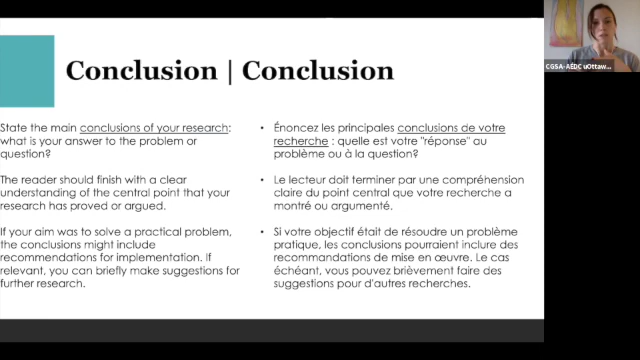 Conclusion | Conclusion
State the main conclusions of your research:
what is your answer to the problem or
question?
The reader should finish with a clear
understanding of the central point that your
research has proved or argued.
If your aim was to solve a practical problem,
the conclusions might include
recommendations for implementation. If
relevant, you can briefly make suggestions for
further research.
• Énoncez les principales conclusions de votre
recherche : quelle est votre "réponse" au
problème ou à la question?
• Le lecteur doit terminer par une compréhension
claire du point central que votre recherche a
montré ou argumenté.
• Si votre objectif était de résoudre un problème
pratique, les conclusions pourraient inclure des
recommandations de mise en œuvre. Le cas
échéant, vous pouvez brièvement faire des
suggestions pour d'autres recherches.
CGSA-AÉDC uOttaw...